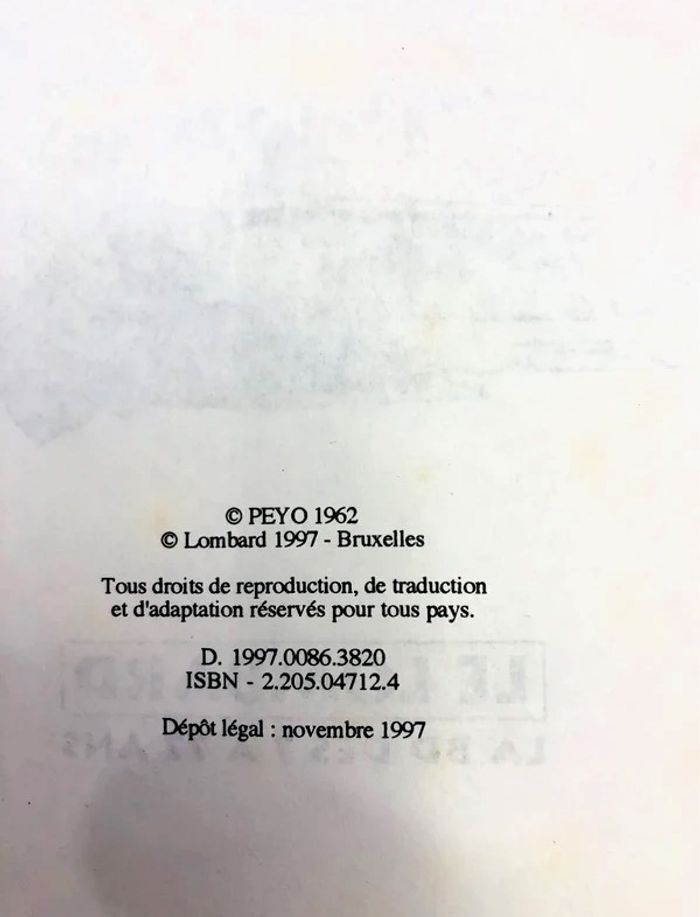 © PEYO 1962
© Lombard 1997 - Bruxelles
Tous droits de reproduction, de traduction
et d'adaptation réservés pour tous pays.
D. 1997.0086.3820
ISBN - 2.205.04712.4
Dépôt légal : novembre 1997